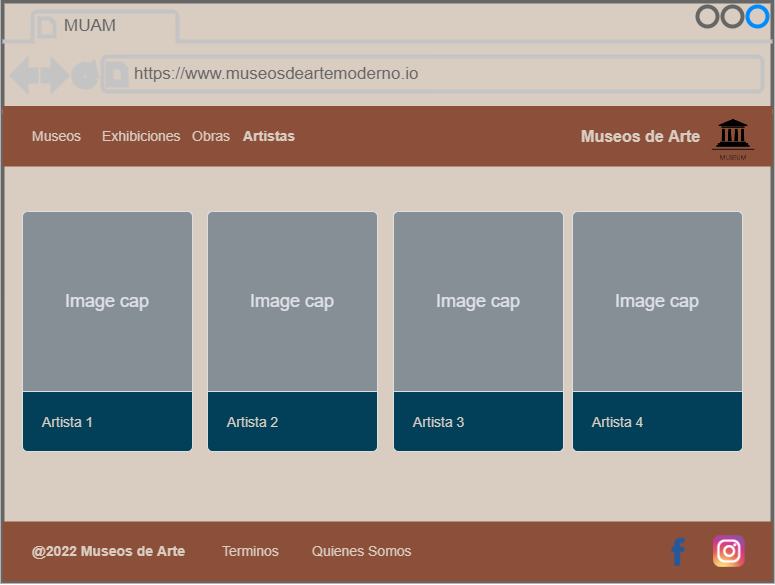 MUAM
https://www.museosdeartemoderno.io
Museos Exhibiciones Obras Artistas Museos de Arte
MUSEUM
Image cap Image cap Image cap Image cap
Artista 1 Artista 2 Artista 3 Artista 4
@2022 Museos de Arte Terminos Quienes Somos